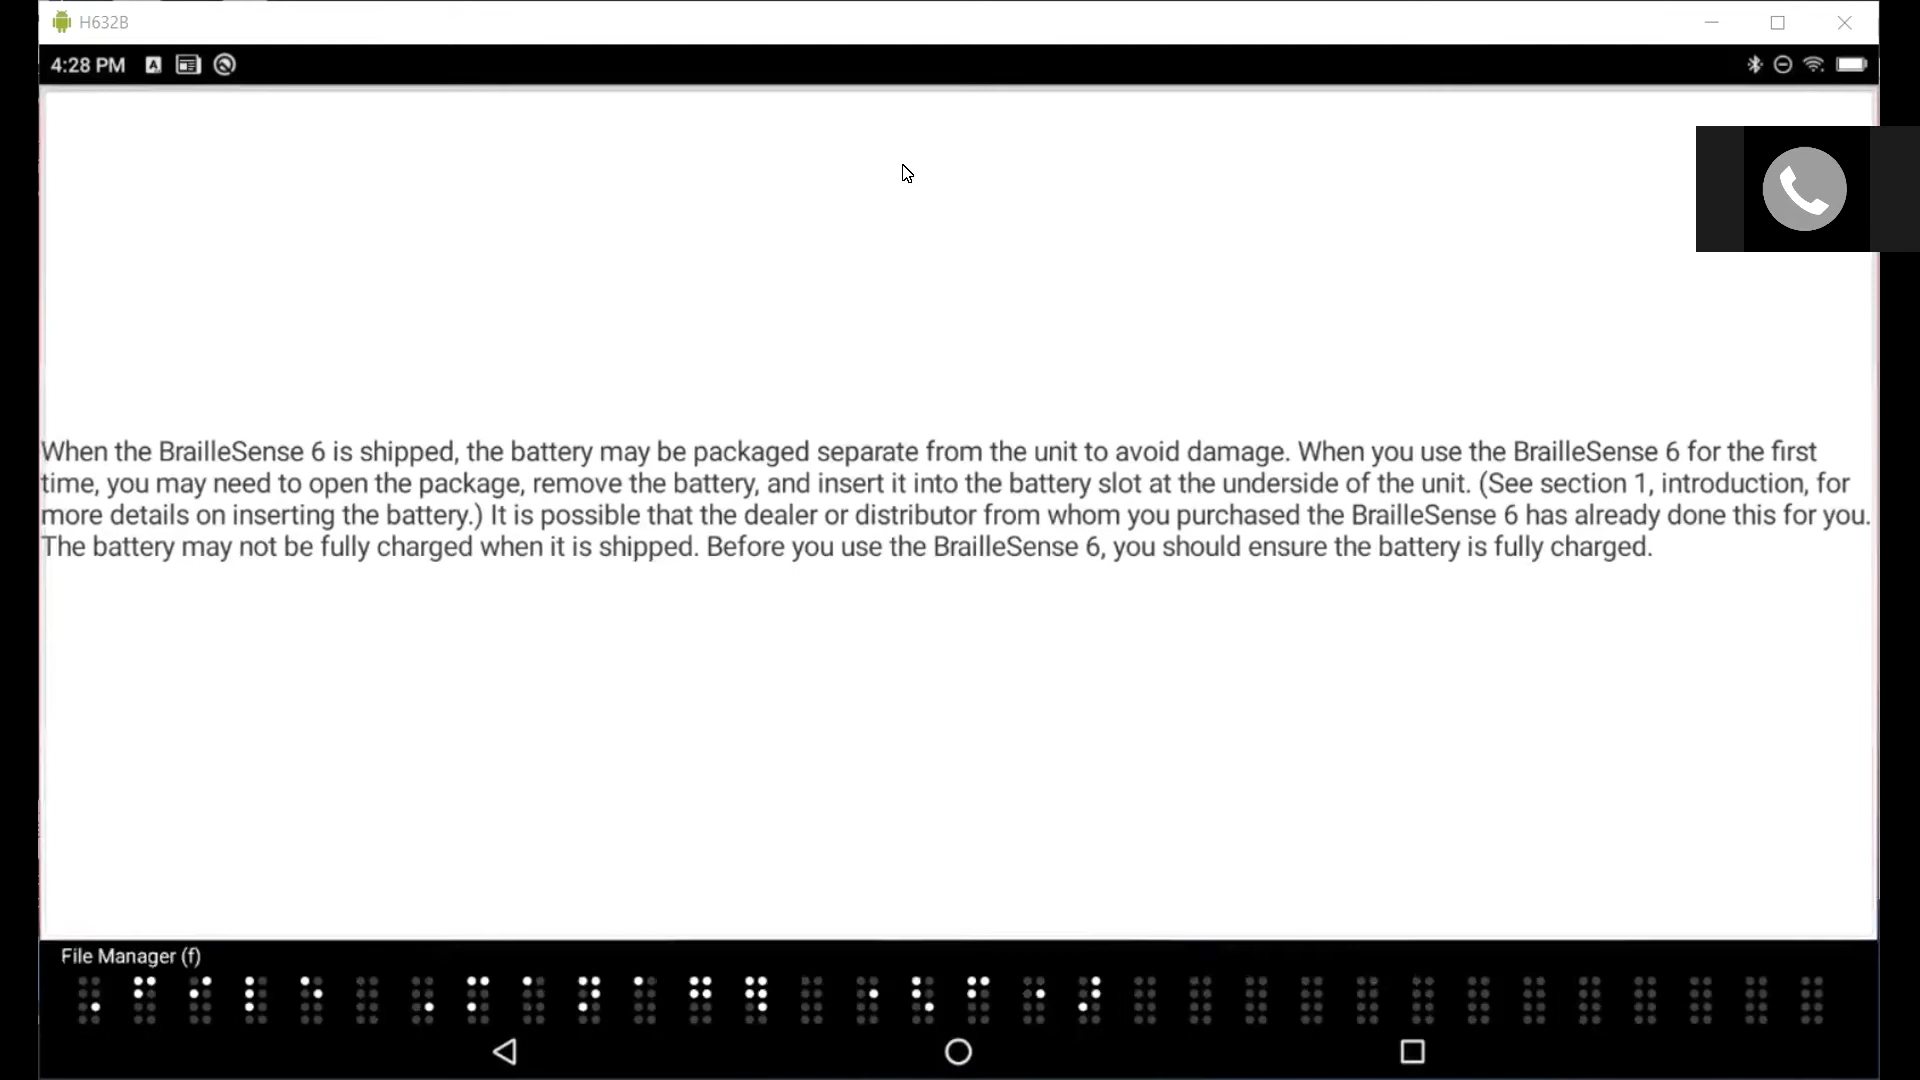 H632B
4:28 PM
When the BrailleSense 6 is shipped, the battery may be packaged separate from the unit to avoid damage. When you use the BrailleSense 6 for the first
time, you may need to open the package, remove the battery, and insert it into the battery slot at the underside of the unit. (See section 1, introduction, for
more details on inserting the battery.) It is possible that the dealer or distributor from whom you purchased the BrailleSense 6 has already done this for you.
The battery may not be fully charged when it is shipped. Before you use the BrailleSense 6, you should ensure the battery is fully charged.
File Manager (f)
⠠⠋⠊⠇⠑⠀⠠⠍⠁⠝⠁⠛⠻⠀⠐⠣⠋⠐⠜